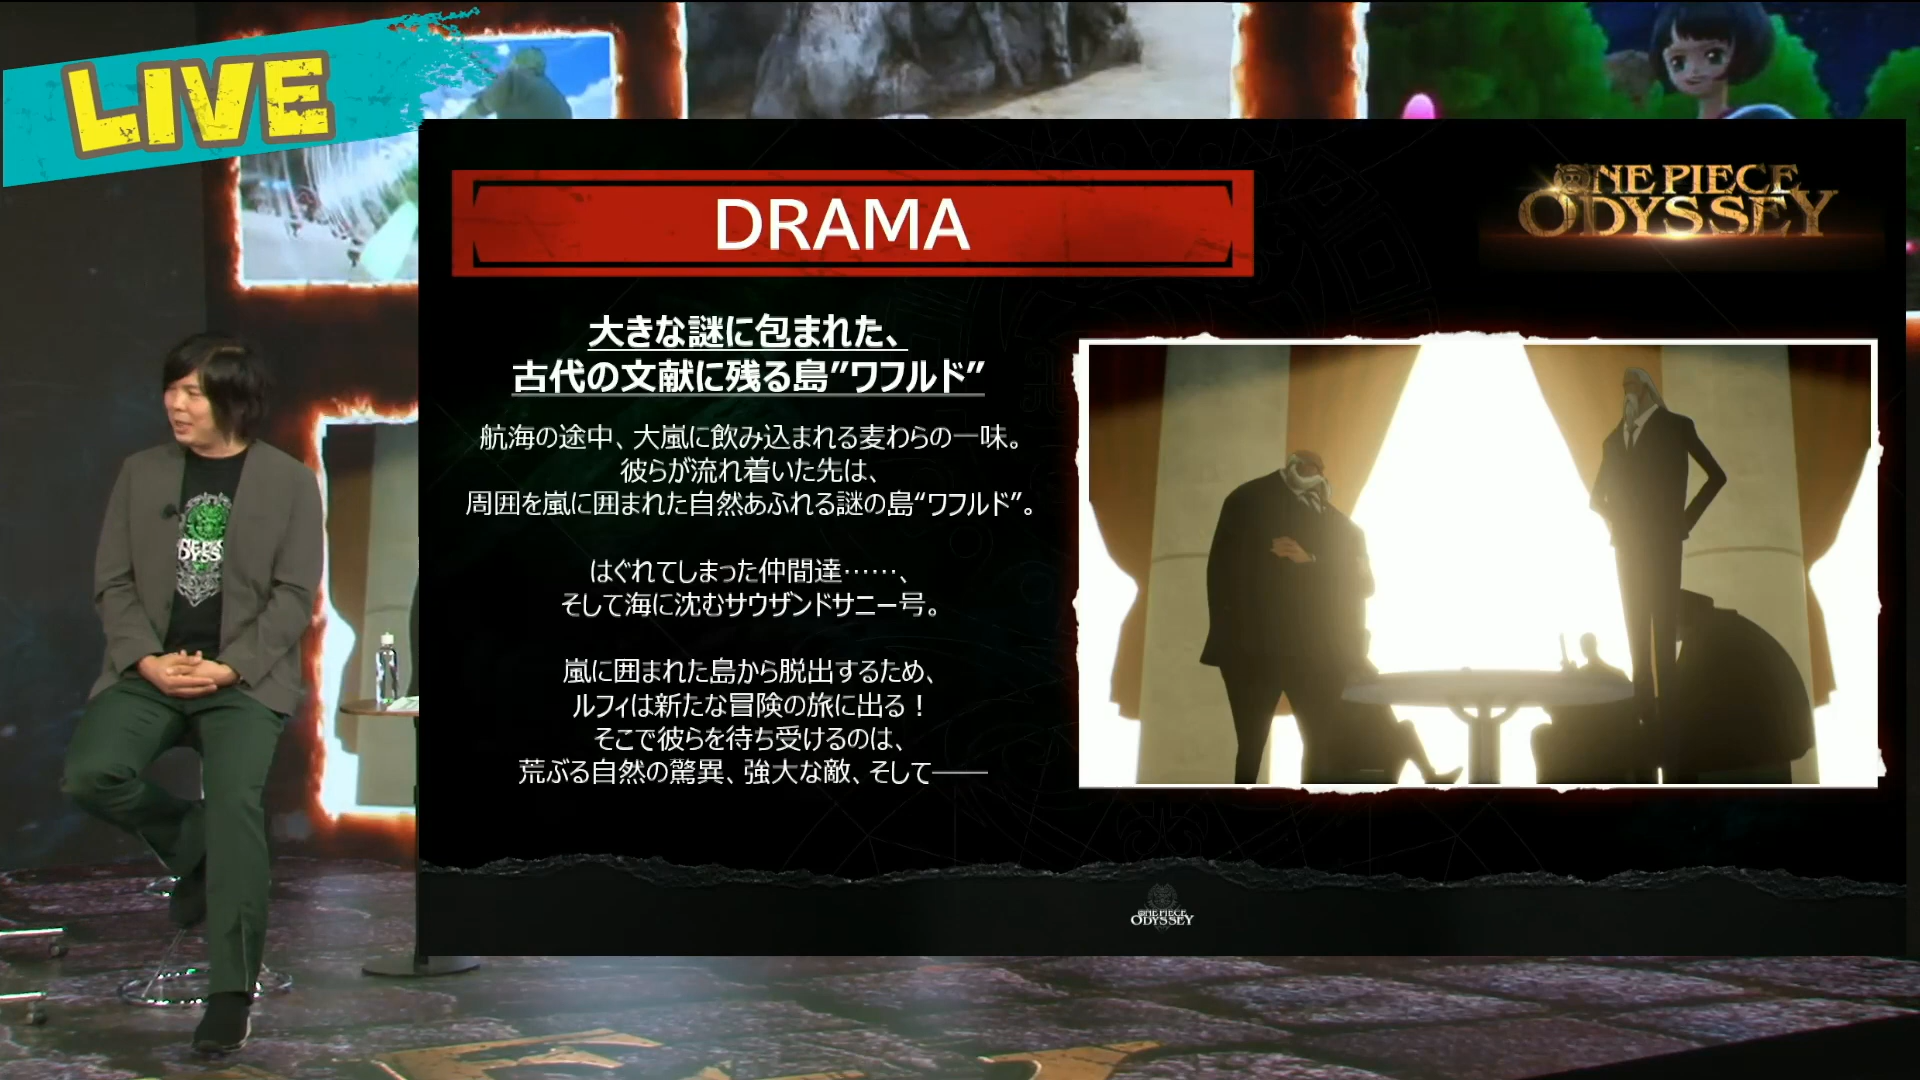 LIVE
DRAMA
ONE PIECE
ODYSSEY
大きな謎に包まれた、
古代の文献に残る島”ワフルド”
航海の途中、大嵐に飲み込まれる麦わらの一味。
彼らが流れ着いた先は、
周囲を嵐に囲まれた自然あふれる謎の島“ワフルド”。
はぐれてしまった仲間達……、
そして海に沈むサウザンドサニー号。
嵐に囲まれた島から脱出するため、
ルフィは新たな冒険の旅に出る！
そこで彼らを待ち受けるのは、
荒ぶる自然の驚異、強大な敵、そして――
ONE PIECE
ODYSSEY